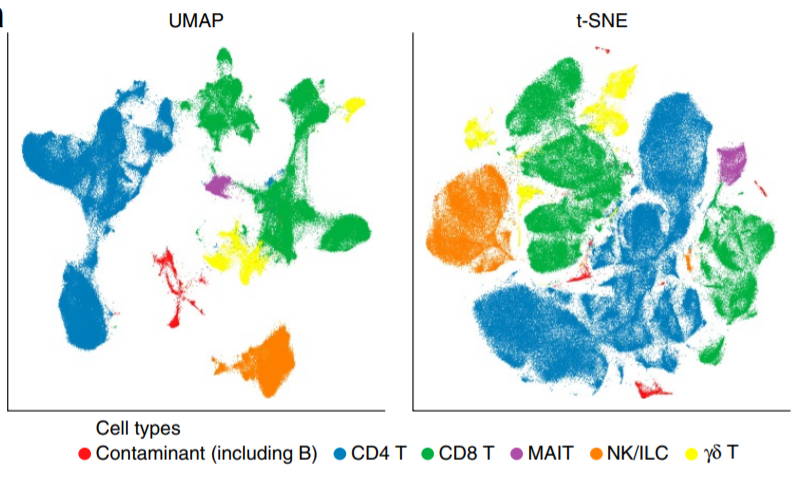 UMAP
t-SNE
Cell types
Contaminant (including B) CD4 T CD8 T MAIT NK/ILC γδ T